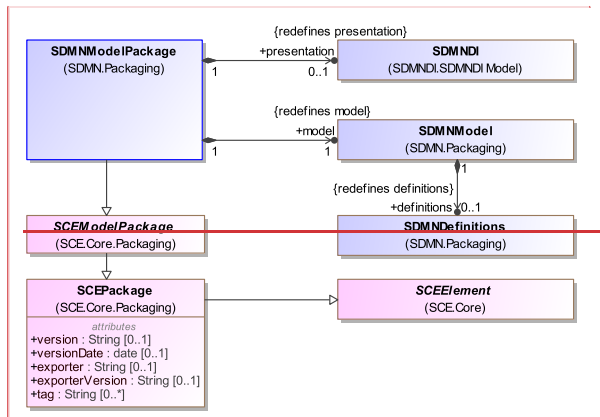 {redefines presentation}
SDMNModelPackage
(SDMN.Packaging)
+presentation
1
0..1
SDMNDI
(SDMNDI.SDMNDI Model)
{redefines model}
+model
1
1
SDMNModel
(SDMN.Packaging)
1
{redefines definitions}
+definitions
0..1
SCEModelPackage
(SCE.Core.Packaging)
SDMNDefinitions
(SDMN.Packaging)
SCEPackage
(SCE.Core.Packaging)
attributes
+version : String [0..1]
+versionDate : date [0..1]
+exporter : String [0..1]
+exporterVersion : String [0..1]
+tag : String [0..*]
SCEElement
(SCE.Core)